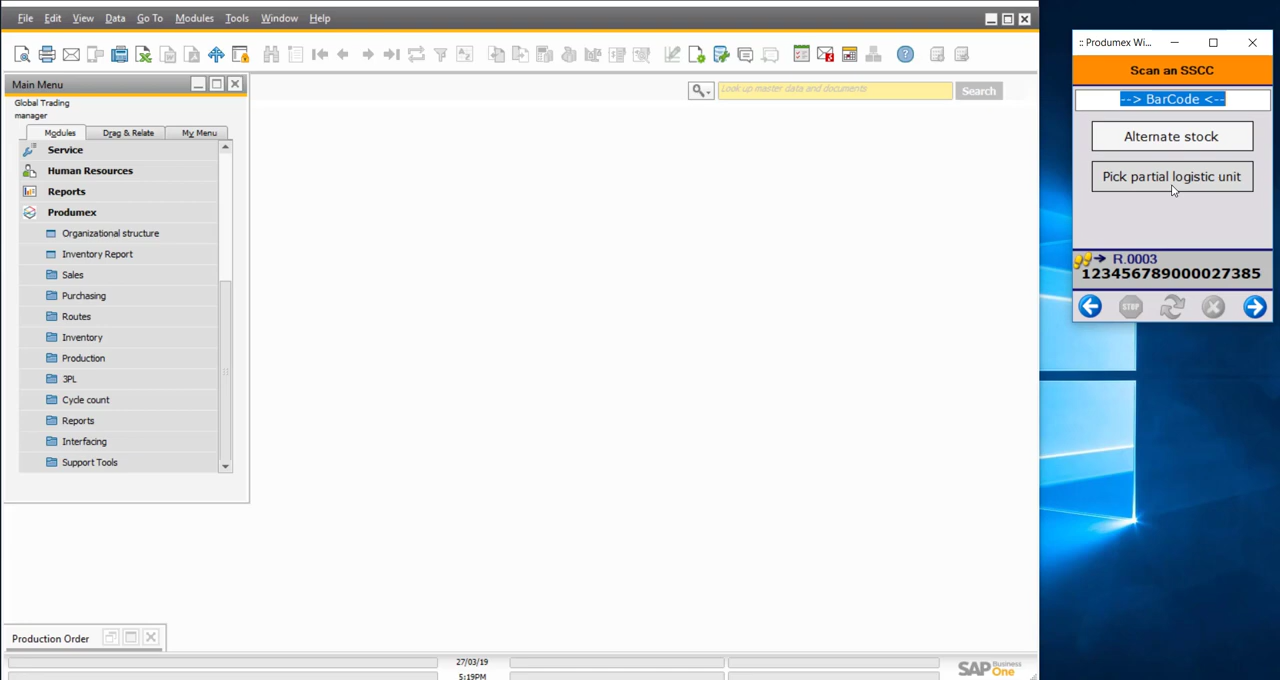 File Edit View Data Go To Modules Tools Window Help
Main Menu
Global Trading
manager
Modules Drag & Relate My Menu
Service
Human Resources
Reports
Produmex
Organizational structure
Inventory Report
Sales
Purchasing
Routes
Inventory
Production
3PL
Cycle count
Reports
Interfacing
Support Tools
Look up master data and documents
Search
Production Order
27/03/19
5:19PM
SAP Business One
:: Produmex Wi...
Scan an SSCC
--> BarCode <--
Alternate stock
Pick partial logistic unit
R.0003
123456789000027385
STOP